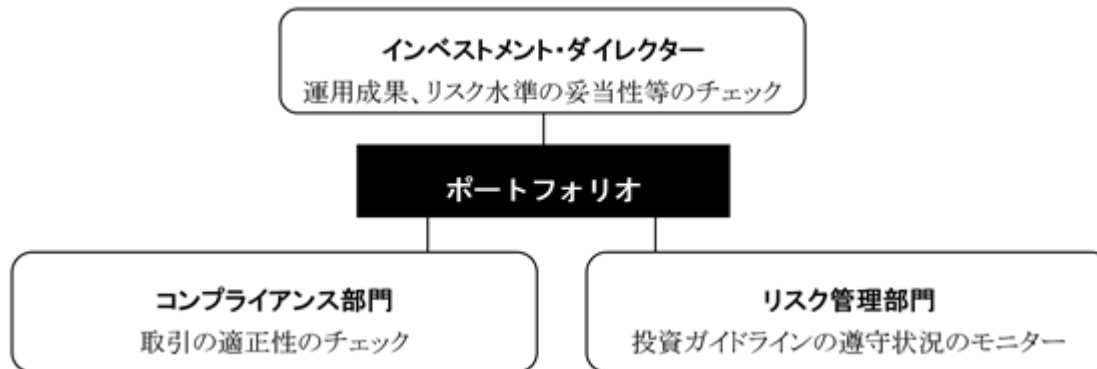 インベストメント・ダイレクター
運用成果、リスク水準の妥当性等のチェック
ポートフォリオ
コンプライアンス部門
取引の適正性のチェック
リスク管理部門
投資ガイドラインの遵守状況のモニター